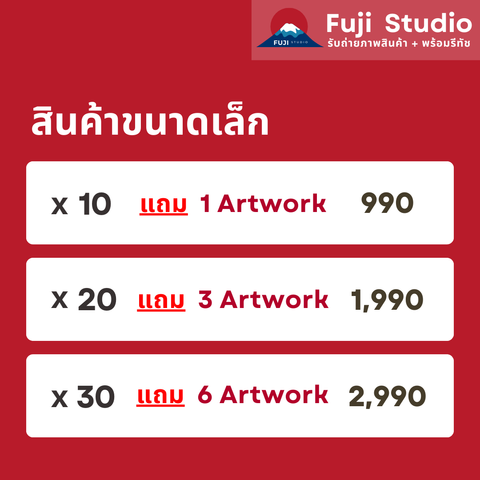 Fuji Studio
FUJI STUDIO
รับถ่ายภาพสินค้า + พร้อมรีทัช
สินค้าขนาดเล็ก
x 10 แถม 1 Artwork 990
x 20 แถม 3 Artwork 1,990
x 30 แถม 6 Artwork 2,990